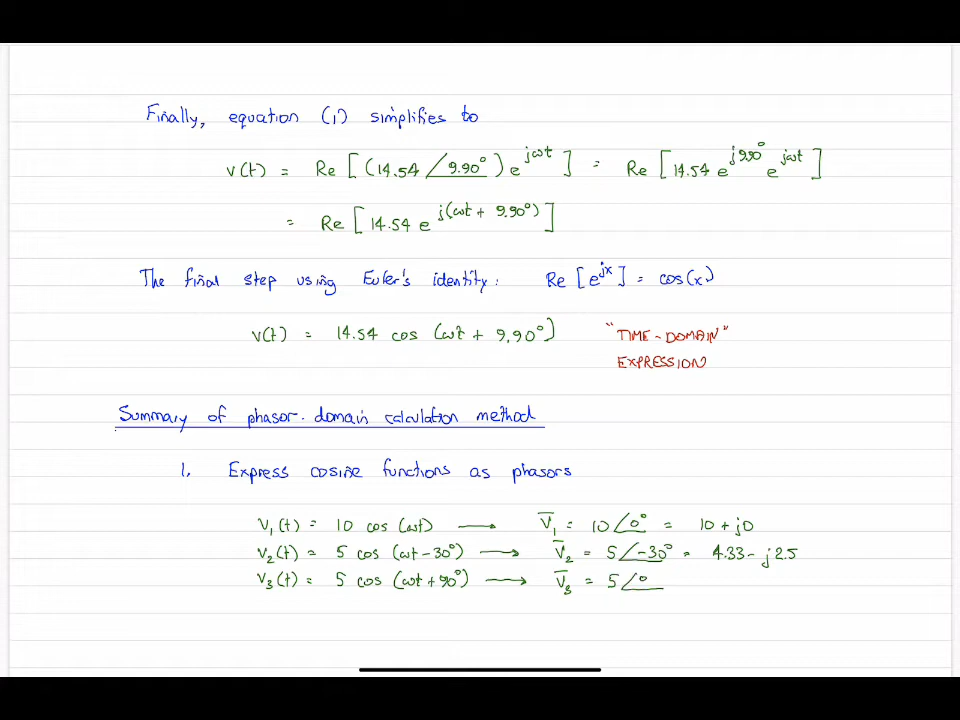 Finally, equation (1) simplifies to
v(t) = Re [(14.54 ∠9.90°) e^jωt] = Re [14.54 e^j9.90° e^jωt]
= Re [14.54 e^j(ωt + 9.90°)]
The final step using Euler's identity: Re [e^jx] = cos(x)
v(t) = 14.54 cos (ωt + 9.90°) "TIME-DOMAIN"
EXPRESSION
Summary of phasor-domain calculation method
1. Express cosine functions as phasors
V₁(t) = 10 cos(ωt) → V̅₁ = 10∠0° = 10 + j0
V₂(t) = 5 cos (ωt-30°) → V̅₂ = 5∠-30° = 4.33 - j2.5
V₃(t) = 5 cos (ωt+90°) → V̅₃ = 5∠°